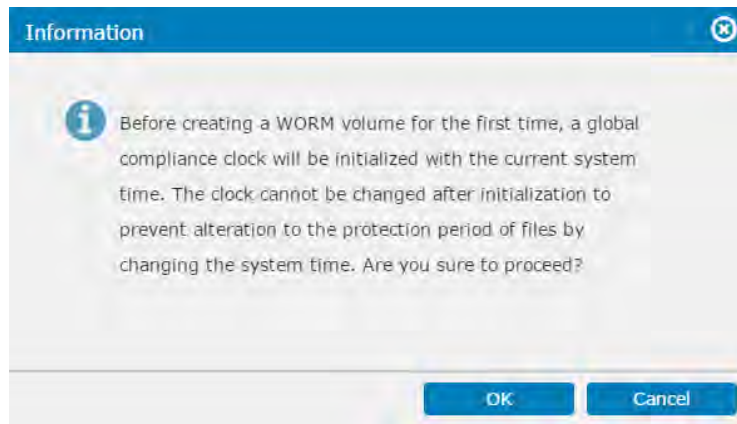 Information
Before creating a WORM volume for the first time, a global
compliance clock will be initialized with the current system
time. The clock cannot be changed after initialization to
prevent alteration to the protection period of files by
changing the system time. Are you sure to proceed?
OK
Cancel